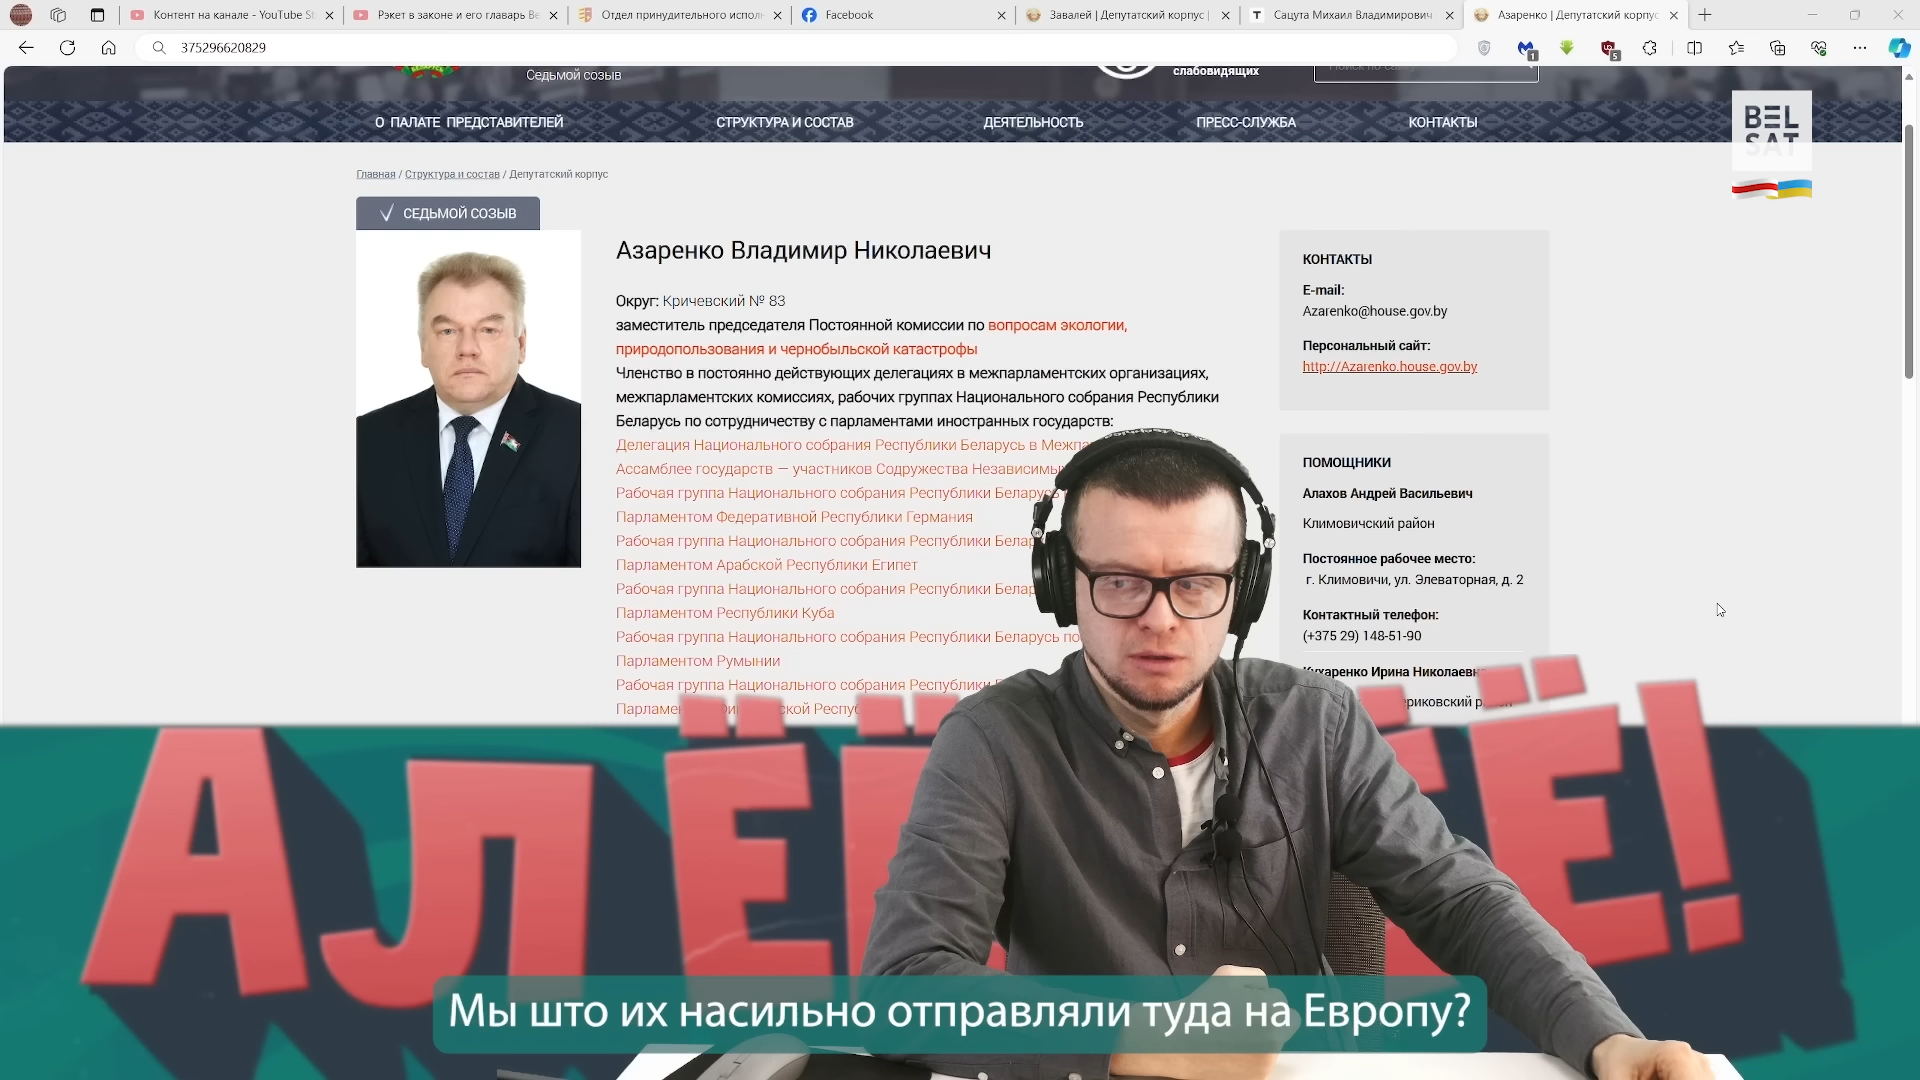 Контент на канале - YouTube St
Рэкет в законе и его главарь Ве
Отдел принудительного испол
Facebook
Завалей | Депутатский корпус |
Сацута Михаил Владимирович
Азаренко | Депутатский корпус
375296620829
Седьмой созыв
слабовидящих
О ПАЛАТЕ ПРЕДСТАВИТЕЛЕЙ
СТРУКТУРА И СОСТАВ
ДЕЯТЕЛЬНОСТЬ
ПРЕСС-СЛУЖБА
КОНТАКТЫ
BEL
SAT
Главная / Структура и состав / Депутатский корпус
СЕДЬМОЙ СОЗЫВ
Азаренко Владимир Николаевич
Округ: Кричевский № 83
заместитель председателя Постоянной комиссии по вопросам экологии,
природопользования и чернобыльской катастрофы
Членство в постоянно действующих делегациях в межпарламентских организациях,
межпарламентских комиссиях, рабочих группах Национального собрания Республики
Беларусь по сотрудничеству с парламентами иностранных государств:
Делегация Национального собрания Республики Беларусь в Межпа
Ассамблее государств — участников Содружества Независимы
Рабочая группа Национального собрания Республики Беларусь
Парламентом Федеративной Республики Германия
Рабочая группа Национального собрания Республики Белар
Парламентом Арабской Республики Египет
Рабочая группа Национального собрания Республики Белар
Парламентом Республики Куба
Рабочая группа Национального собрания Республики Беларусь по
Парламентом Румынии
Рабочая группа Национального собрания Республики
КОНТАКТЫ
E-mail:
Azarenko@house.gov.by
Персональный сайт:
http://Azarenko.house.gov.by
ПОМОЩНИКИ
Алахов Андрей Васильевич
Климовичский район
Постоянное рабочее место:
г. Климовичи, ул. Элеваторная, д. 2
Контактный телефон:
(+375 29) 148-51-90
Кухаренко Ирина Николаевн
Мы што их насильно отправляли туда на Европу?